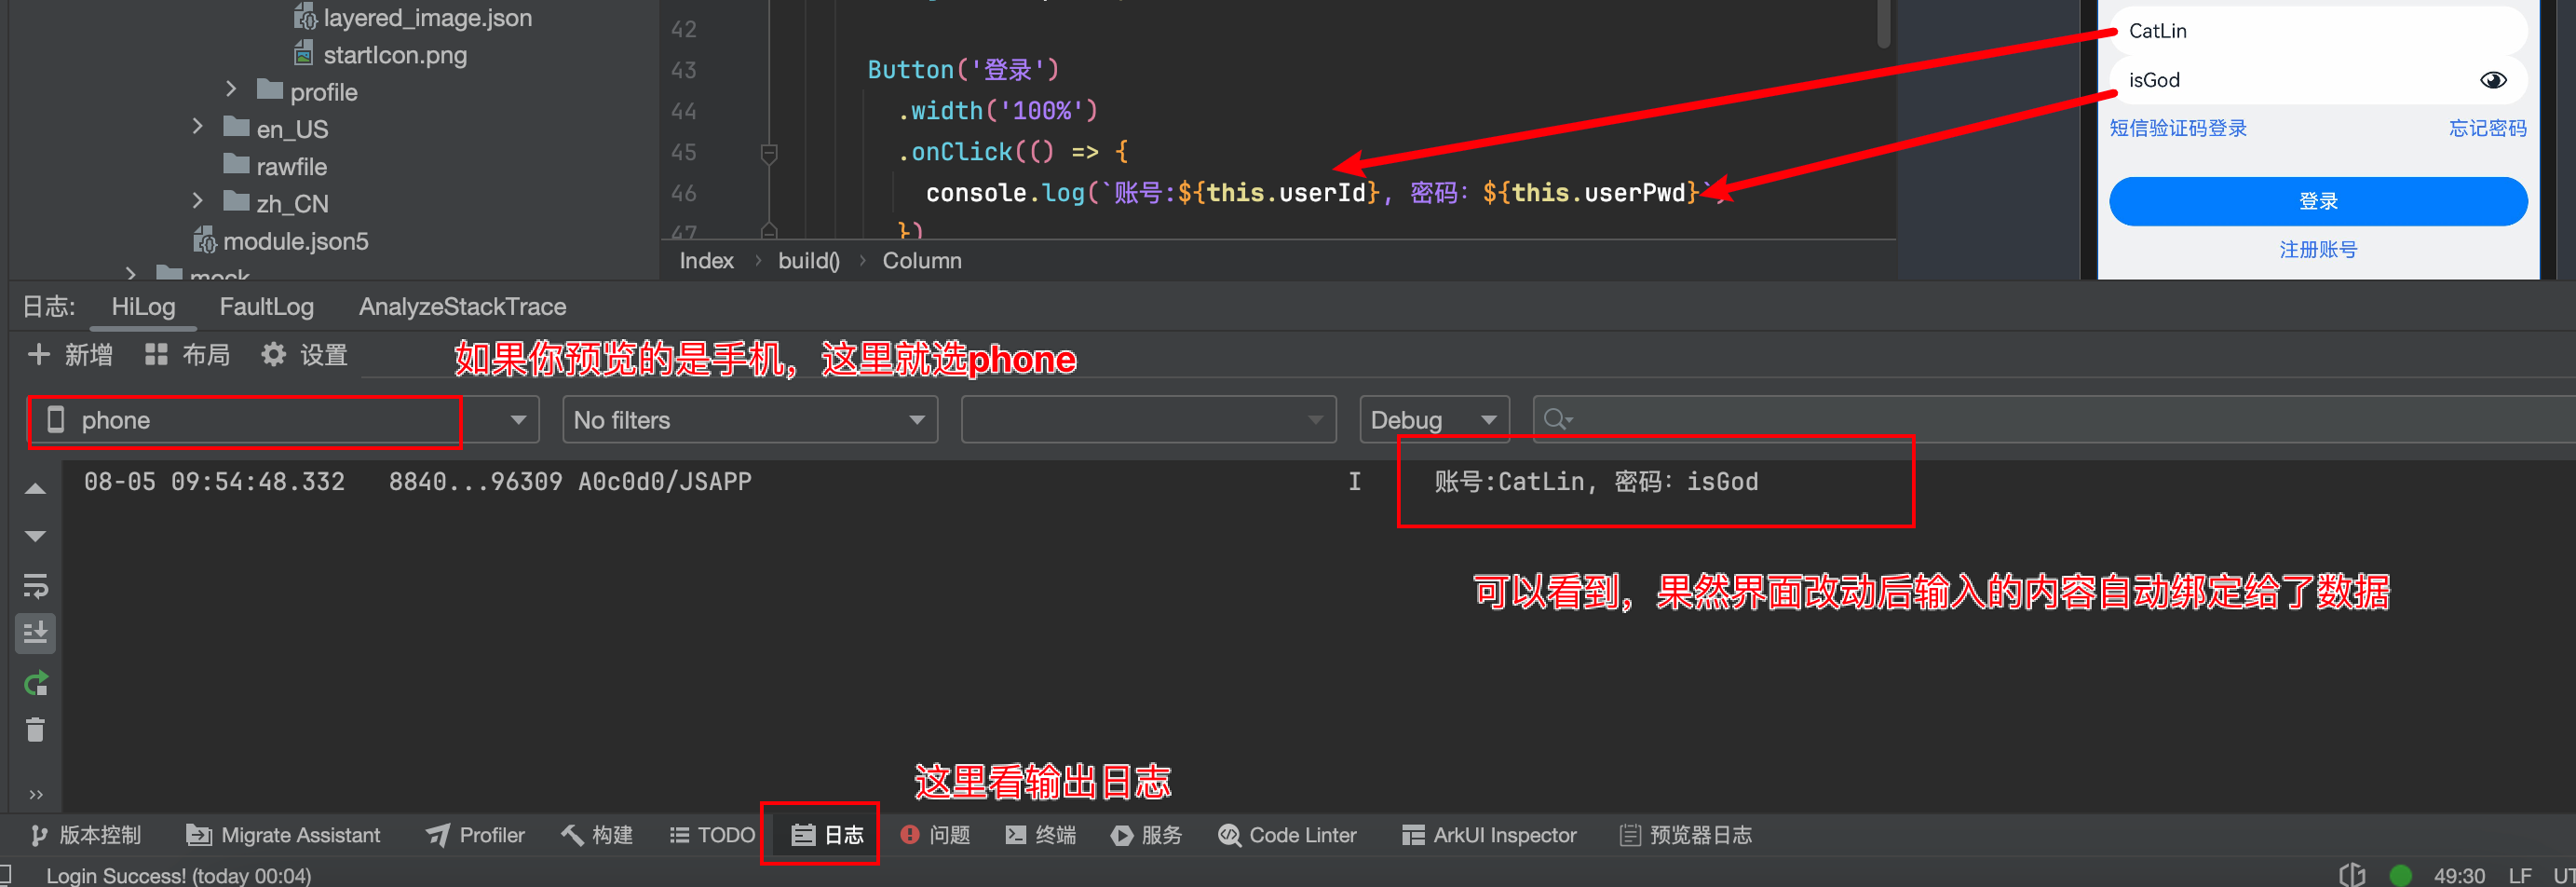 layered_image.json
startIcon.png
profile
en_US
rawfile
zh_CN
module.json5
mock
42
43 Button('登录')
44 .width('100%')
45 .onClick(() => {
46 console.log(`账号:${this.userId}, 密码: ${this.userPwd}`)
47 })
Index > build() > Column
CatLin
isGod
短信验证码登录 忘记密码
登录
注册账号
日志: HiLog FaultLog AnalyzeStackTrace
新增 布局 设置
如果你预览的是手机，这里就选phone
phone No filters Debug
08-05 09:54:48.332 8840...96309 A0c0d0/JSAPP I 账号:CatLin, 密码: isGod
可以看到，果然界面改动后输入的内容自动绑定给了数据
这里看输出日志
版本控制 Migrate Assistant Profiler 构建 TODO 日志 问题 终端 服务 Code Linter ArkUI Inspector 预览器日志
Login Success! (today 00:04) 49:30 LF